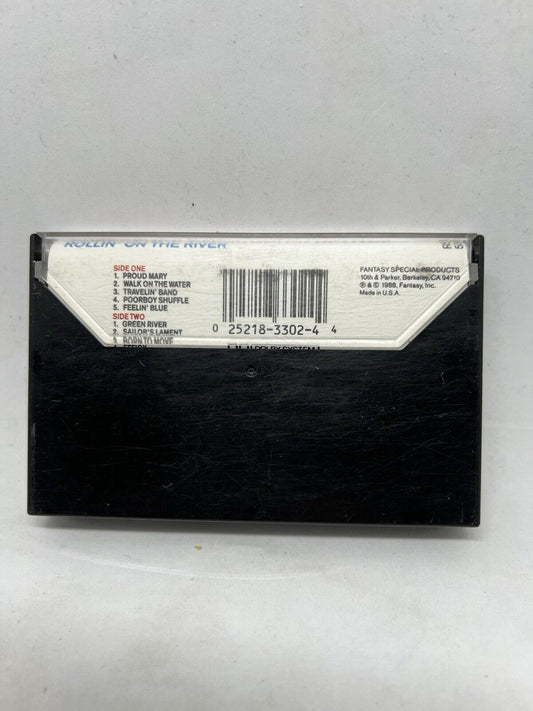 ROLLIN' ON THE RIVER
SIDE ONE
1. PROUD MARY
2. WALK ON THE WATER
3. TRAVELIN' BAND
4. POORBOY SHUFFLE
5. FEELIN' BLUE
SIDE TWO
1. GREEN RIVER
2. SAILOR'S LAMENT
3. BORN TO MOVE
0 25218-3302-4 4
DOLBY SYSTEM
FANTASY SPECIAL PRODUCTS
10th & Parker, Berkeley, CA 94710
℗ & © 1988, Fantasy, Inc.
Made in U.S.A.